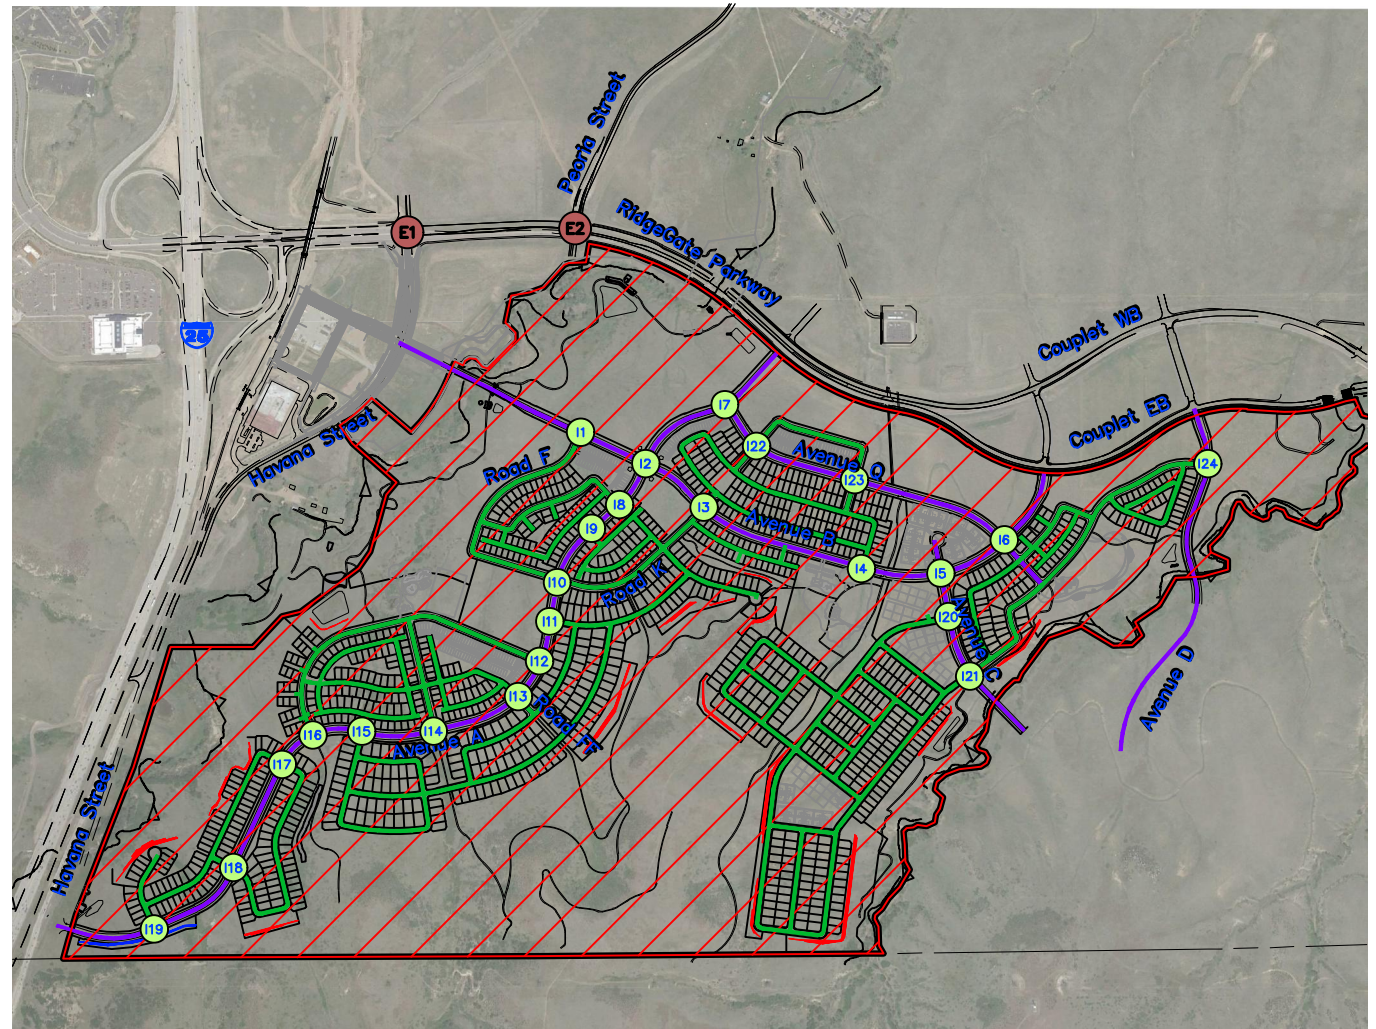 Peoria Street
E1
E2
RidgeGate Parkway
25
Couplet WB
Couplet EB
Havana Street
I7
I1
I22
Avenue Q
I2
I24
Road F
I23
I8
I3
Avenue B
I9
I6
I4
I5
I10
Road K
I20
Avenue C
I11
I12
I21
Avenue D
I13
Road FF
I16
I15
I14
Avenue A
I17
Havana Street
I18
I19